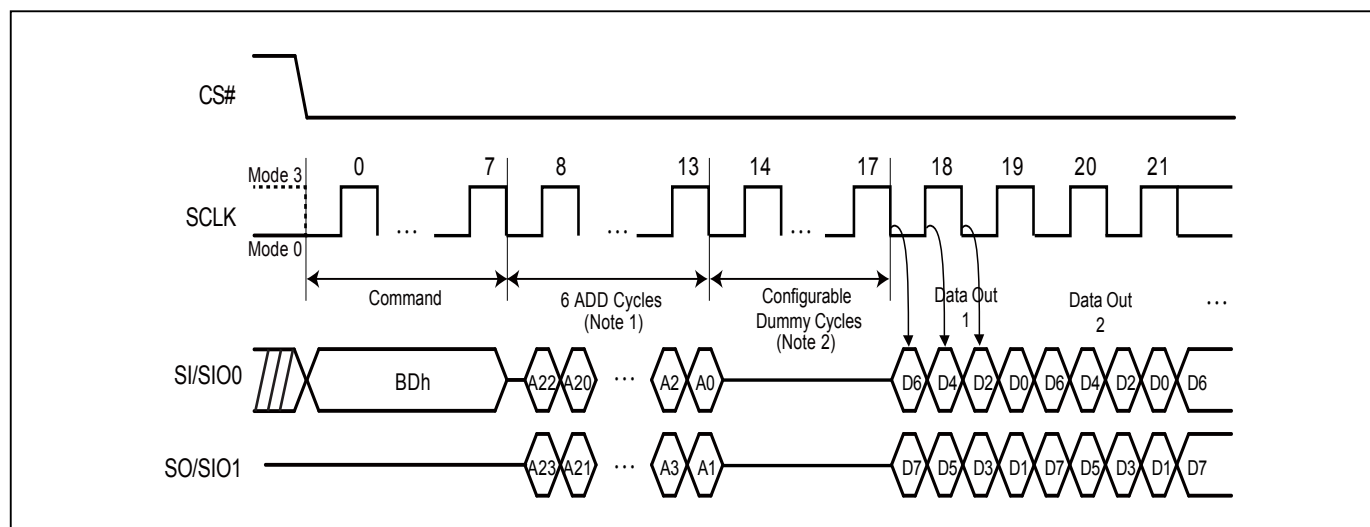 CS#
0 7 8 13 14 17 18 19 20 21
Mode 3
SCLK
... ... ...
Mode 0
Command
6 ADD Cycles
(Note 1)
Configurable
Dummy Cycles
(Note 2)
Data Out
1
Data Out
2
...
SI/SIO0
BDh
A22 A20 ... A2 A0
D6 D4 D2 D0 D6 D4 D2 D0 D6
SO/SIO1
A23 A21 ... A3 A1
D7 D5 D3 D1 D7 D5 D3 D1 D7